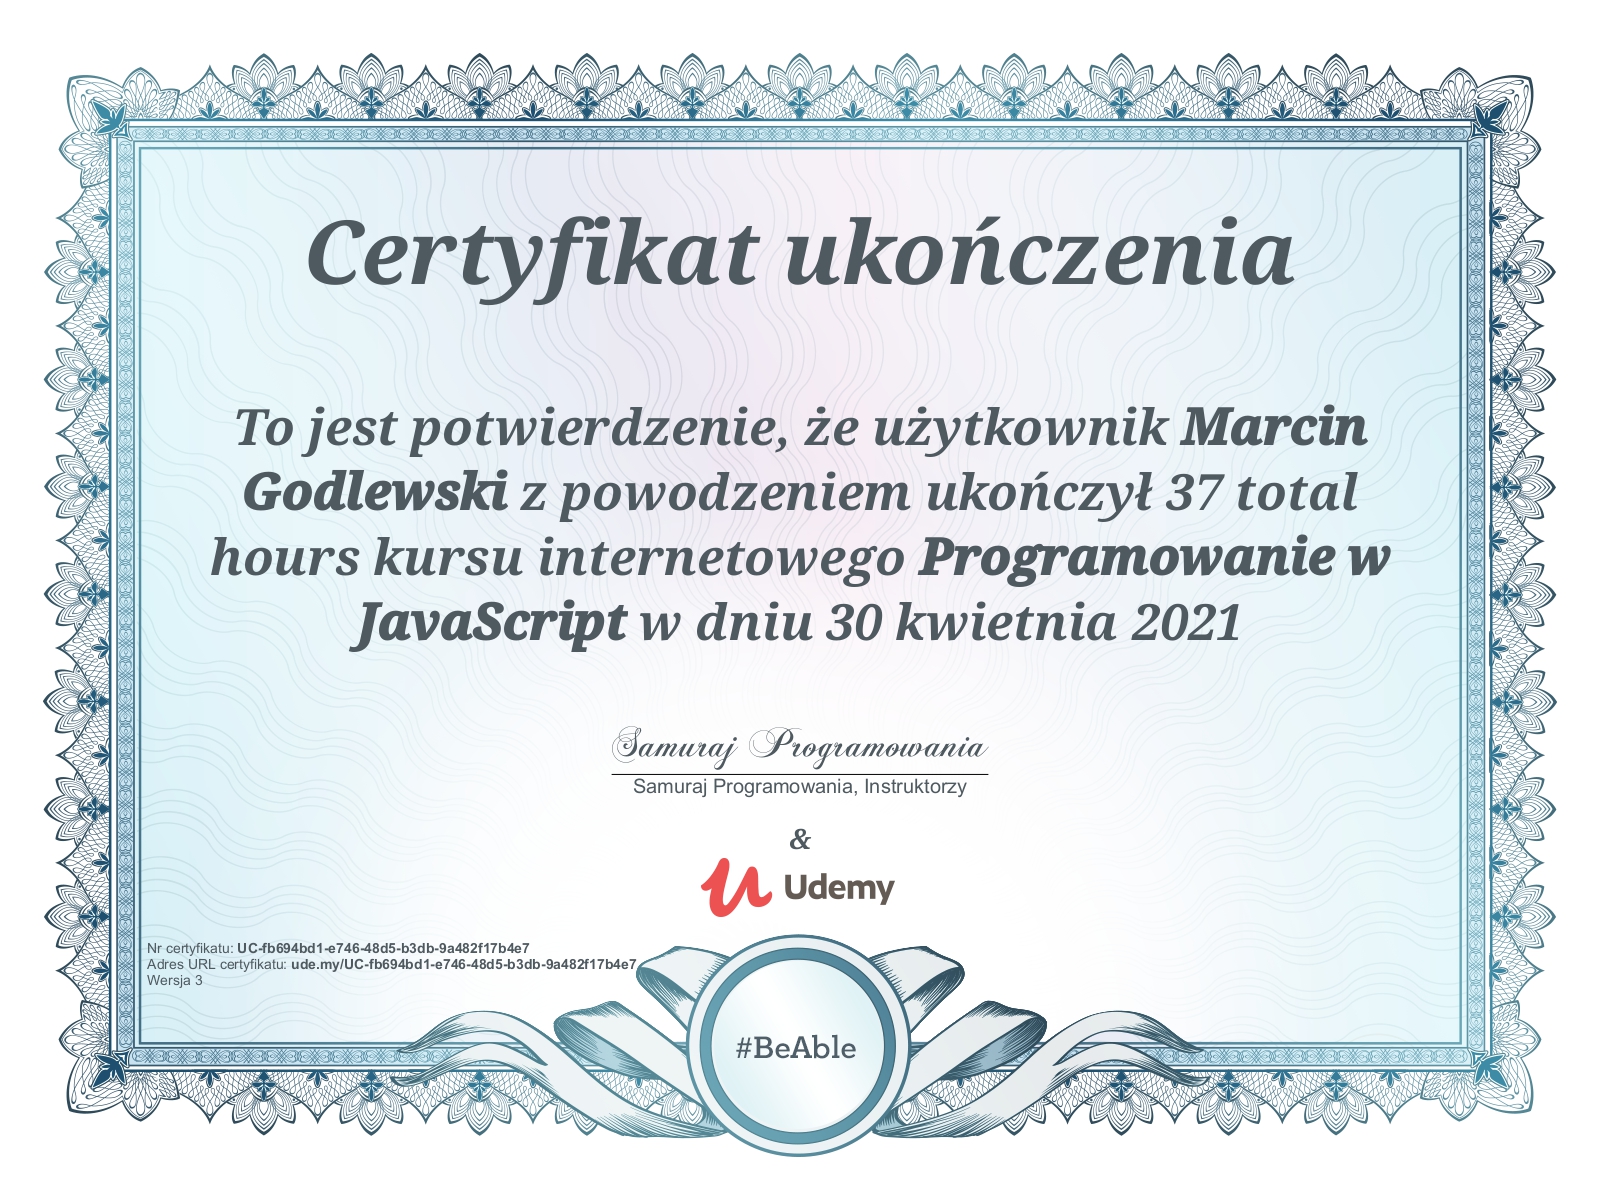 Certyfikat ukończenia
To jest potwierdzenie, że użytkownik Marcin
Godlewski z powodzeniem ukończył 37 total
hours kursu internetowego Programowanie w
JavaScript w dniu 30 kwietnia 2021
Samuraj Programowania
Samuraj Programowania, Instruktorzy
&
Udemy
Nr certyfikatu: UC-fb694bd1-e746-48d5-b3db-9a482f17b4e7
Adres URL certyfikatu: ude.my/UC-fb694bd1-e746-48d5-b3db-9a482f17b4e7
Wersja 3
#BeAble